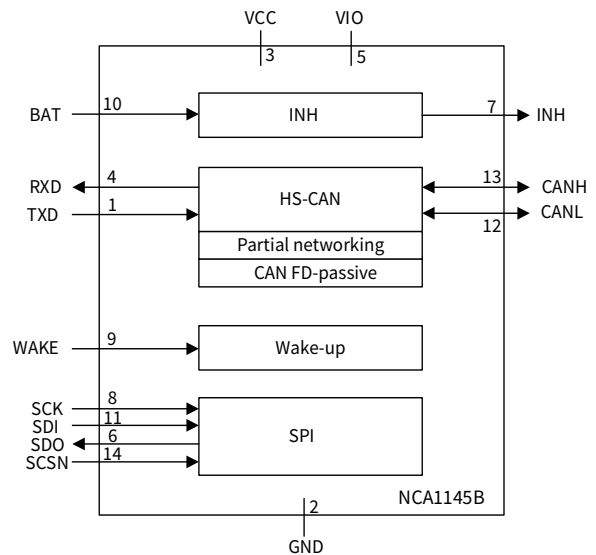 VCC VIO
3 5
BAT 10 INH 7 INH
RXD 4 HS-CAN 13 CANH
TXD 1 12 CANL
Partial networking
CAN FD-passive
WAKE 9 Wake-up
SCK 8
SDI 11
SDO 6 SPI
SCSN 14
NCA1145B
2
GND